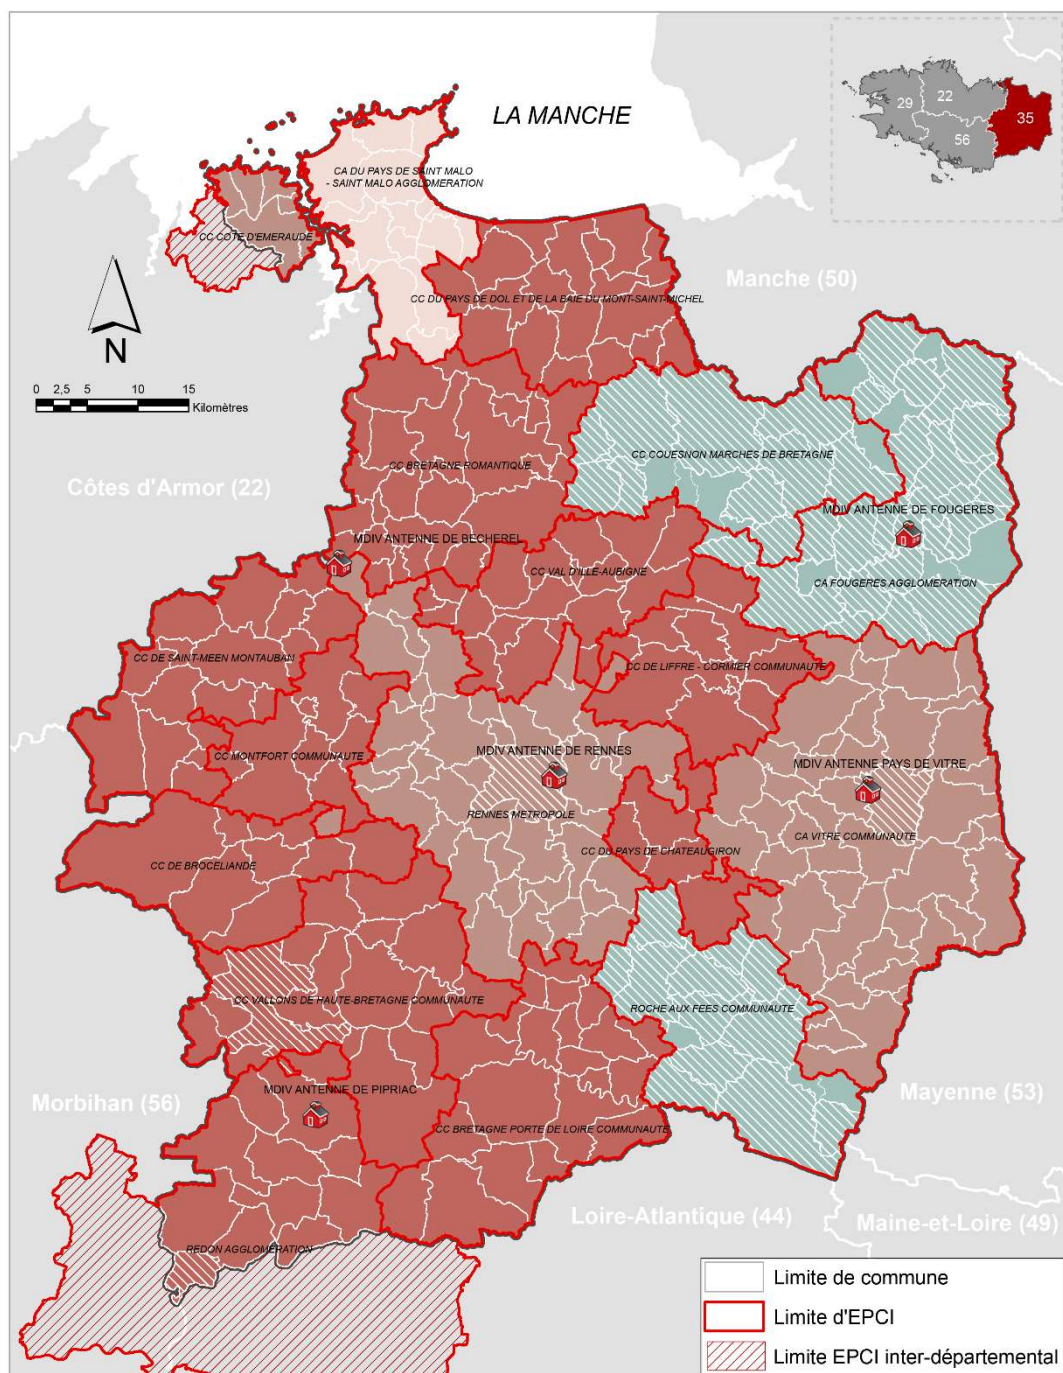 LA MANCHE
29
22
35
56
CA DU PAYS DE SAINT MALO
- SAINT MALO AGGLOMERATION
CC COTE D'EMERAUDE
Manche (50)
CC DU PAYS DE DOL ET DE LA BAIE DU MONT-SAINT-MICHEL
N
0 2,5 5 10 15
Kilomètres
CC COUESNON MARCHES DE BRETAGNE
CC BRETAGNE ROMANTIQUE
Côtes d'Armor (22)
MDIV ANTENNE DE FOUGERES
MDIV ANTENNE DE BECHEREL
CC VAL D'ILLE-AUBIGNE
CA FOUGERES AGGLOMERATION
CC DE SAINT-MEEN MONTAUBAN
CC DE LIFFRE - CORMIER COMMUNAUTE
CC MONTFORT COMMUNAUTE
MDIV ANTENNE DE RENNES
MDIV ANTENNE PAYS DE VITRE
RENNES METROPOLE
CA VITRE COMMUNAUTE
CC DU PAYS DE CHATEAUGIRON
CC DE BROCELIANDE
CC VALLONS DE HAUTE-BRETAGNE COMMUNAUTE
ROCHE AUX FEES COMMUNAUTE
MDIV ANTENNE DE PIPRIAC
Morbihan (56)
Mayenne (53)
CC BRETAGNE PORTE DE LOIRE COMMUNAUTE
Loire-Atlantique (44)
Maine-et-Loire (49)
REDON AGGLOMERATION
Limite de commune
Limite d'EPCI
Limite EPCI inter-départemental